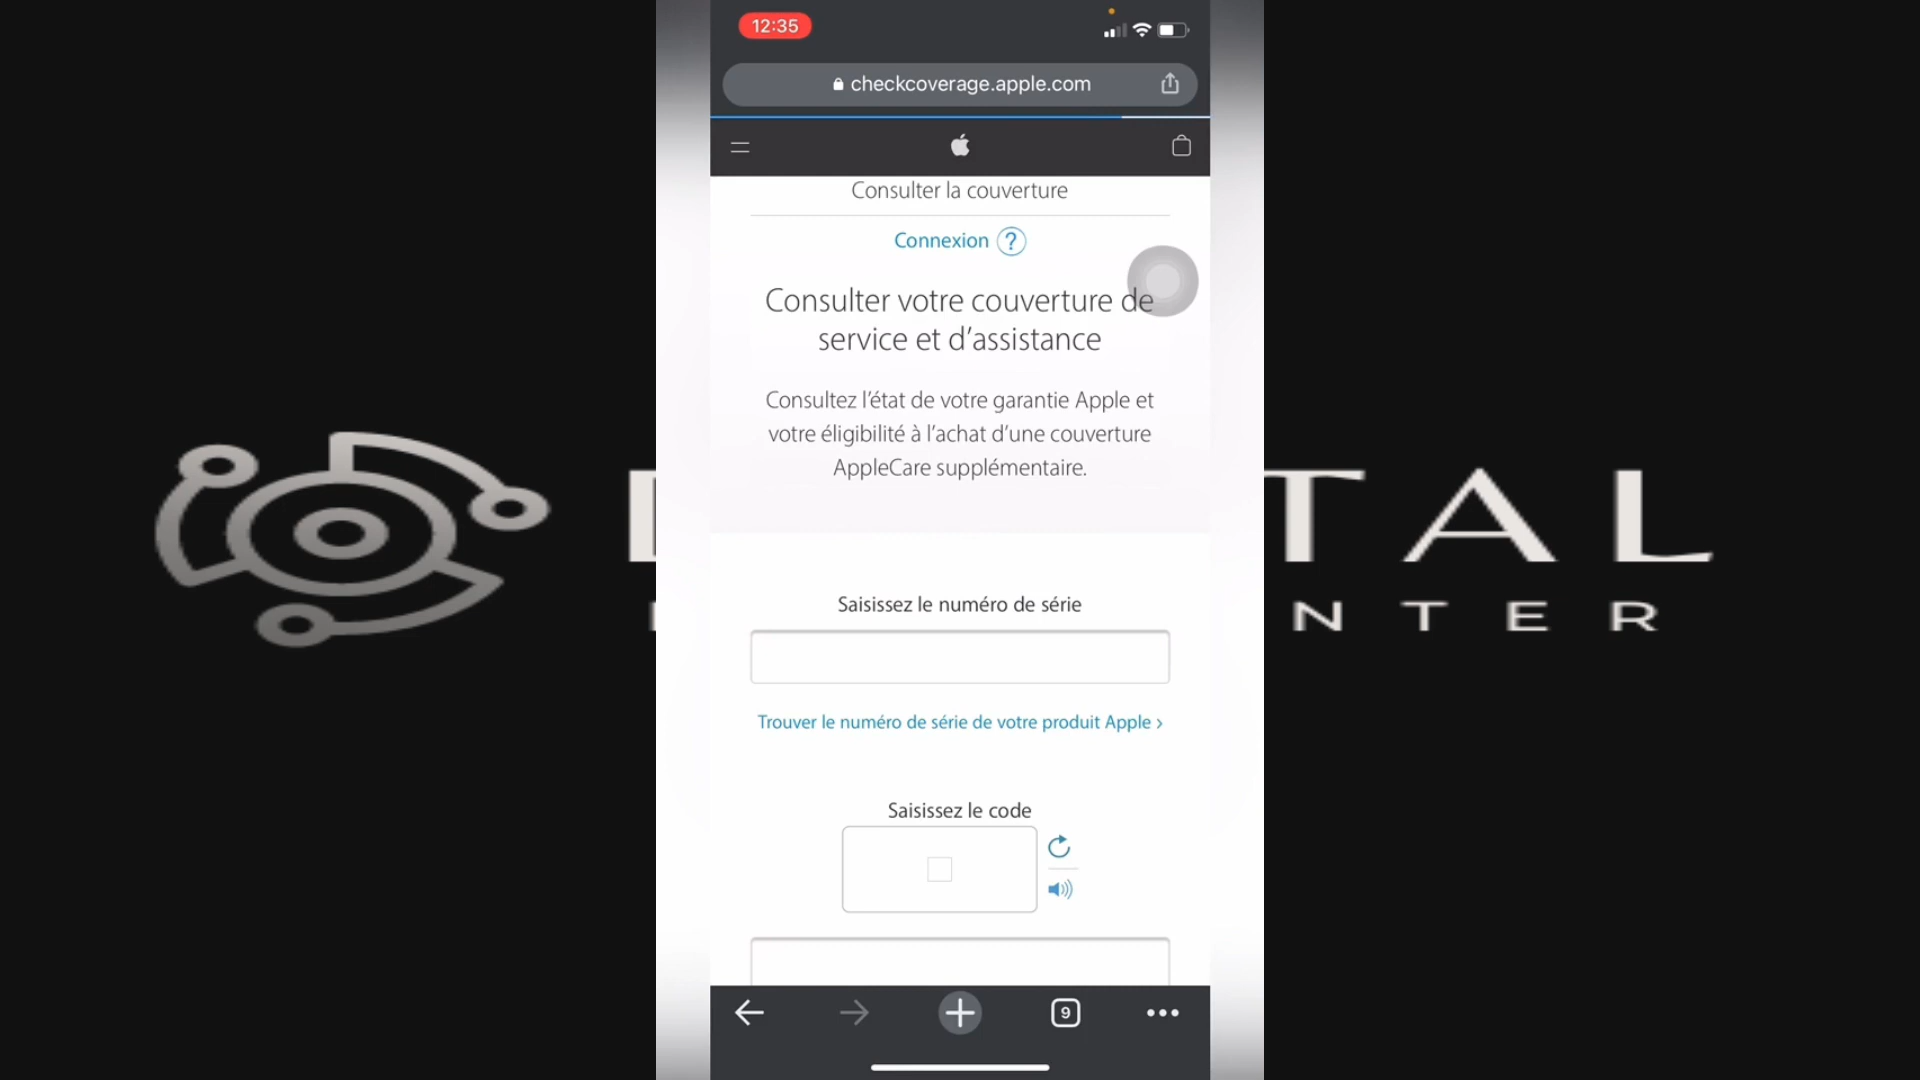 12:35
checkcoverage.apple.com
Consulter la couverture
Connexion ?
Consulter votre couverture de
service et d’assistance
Consultez l’état de votre garantie Apple et
votre éligibilité à l’achat d’une couverture
AppleCare supplémentaire.
TAL
NTER
Saisissez le numéro de série
Trouver le numéro de série de votre produit Apple ›
Saisissez le code
9